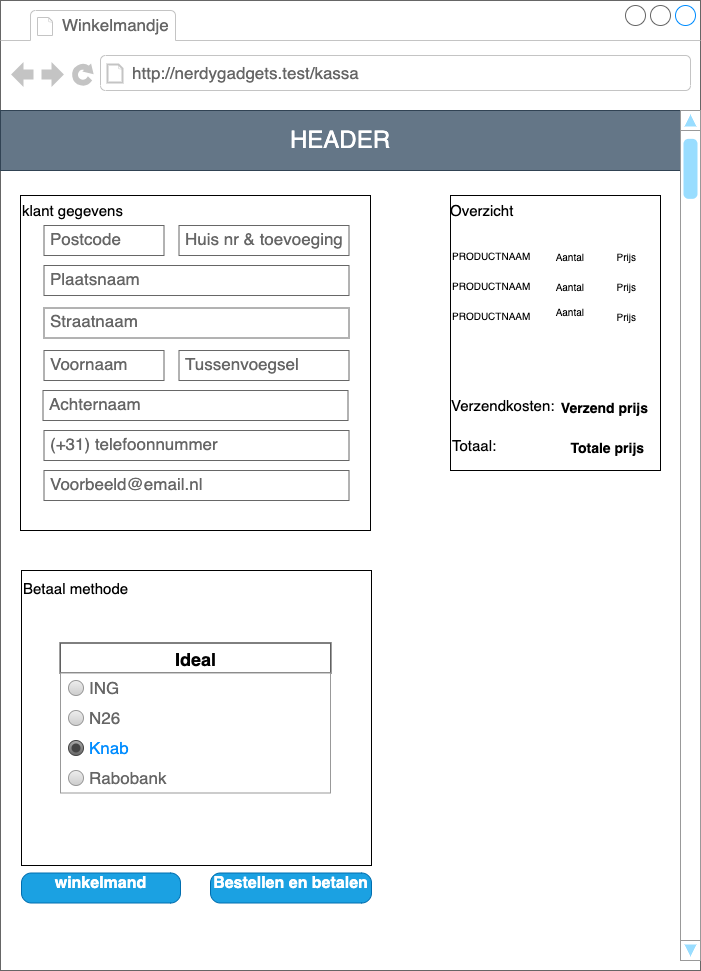 Winkelmandje
http://nerdygadgets.test/kassa
HEADER
klant gegevens
Postcode
Huis nr & toevoeging
Plaatsnaam
Straatnaam
Voornaam
Tussenvoegsel
Achternaam
(+31) telefoonnummer
Voorbeeld@email.nl
Overzicht
PRODUCTNAAM Aantal Prijs
PRODUCTNAAM Aantal Prijs
PRODUCTNAAM Aantal Prijs
Verzendkosten: Verzend prijs
Totaal: Totale prijs
Betaal methode
Ideal
ING
N26
Knab
Rabobank
winkelmand
Bestellen en betalen